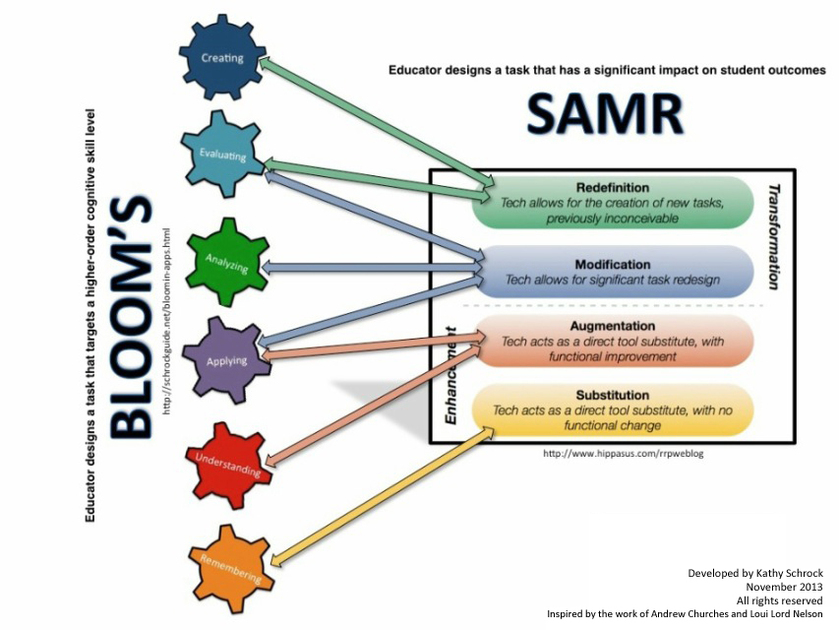 Educator designs a task that targets a higher-order cognitive skill level
BLOOM'S
http://schrockguide.net/bloomin-apps.html
Creating
Evaluating
Analyzing
Applying
Understanding
Remembering
Educator designs a task that has a significant impact on student outcomes
SAMR
Redefinition
Tech allows for the creation of new tasks,
previously inconceivable
Modification
Tech allows for significant task redesign
Transformation
Augmentation
Tech acts as a direct tool substitute, with
functional improvement
Substitution
Tech acts as a direct tool substitute, with no
functional change
Enhancement
http://www.hippasus.com/rrpweblog
Developed by Kathy Schrock
November 2013
All rights reserved
Inspired by the work of Andrew Churches and Loui Lord Nelson